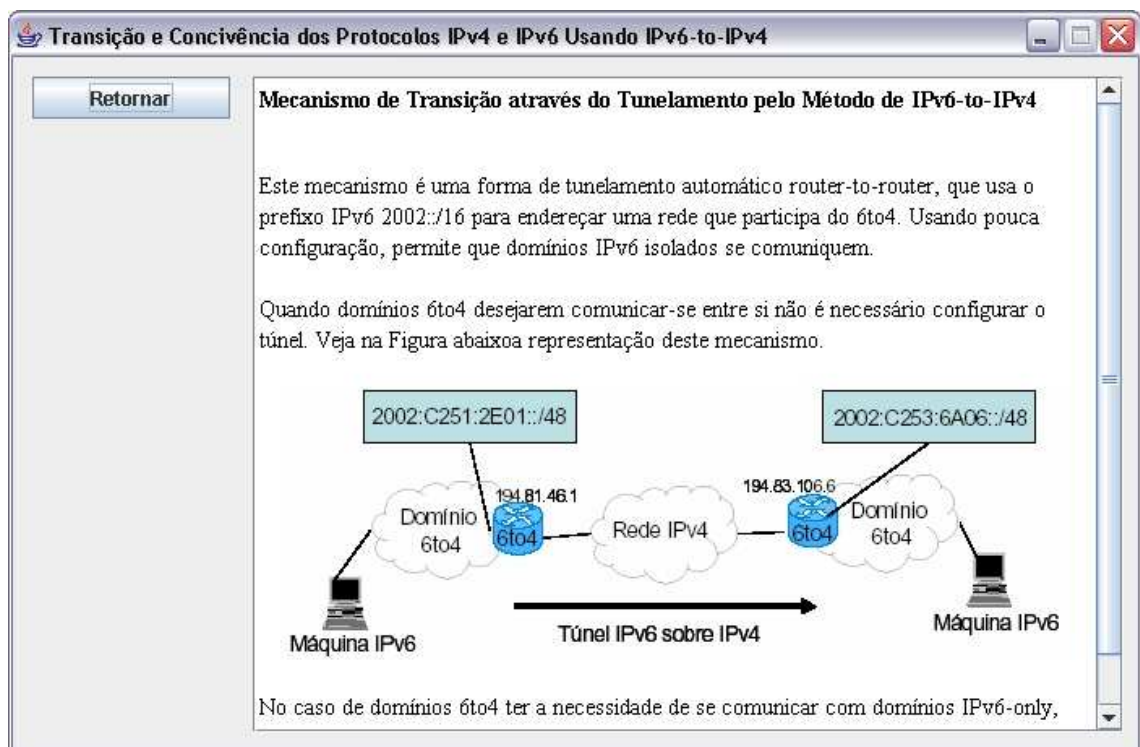 Transição e Concivência dos Protocolos IPv4 e IPv6 Usando IPv6-to-IPv4
Retornar
Mecanismo de Transição através do Tunelamento pelo Método de IPv6-to-IPv4
Este mecanismo é uma forma de tunelamento automático router-to-router, que usa o
prefixo IPv6 2002::/16 para endereçar uma rede que participa do 6to4. Usando pouca
configuração, permite que domínios IPv6 isolados se comuniquem.
Quando domínios 6to4 desejarem comunicar-se entre si não é necessário configurar o
túnel. Veja na Figura abaixoa representação deste mecanismo.
2002:C251:2E01::/48
2002:C253:6A06::/48
194.81.46.1
194.83.106.6
Domínio
6to4
6to4
Rede IPv4
6to4
Domínio
6to4
Máquina IPv6
Túnel IPv6 sobre IPv4
Máquina IPv6
No caso de domínios 6to4 ter a necessidade de se comunicar com domínios IPv6-only,